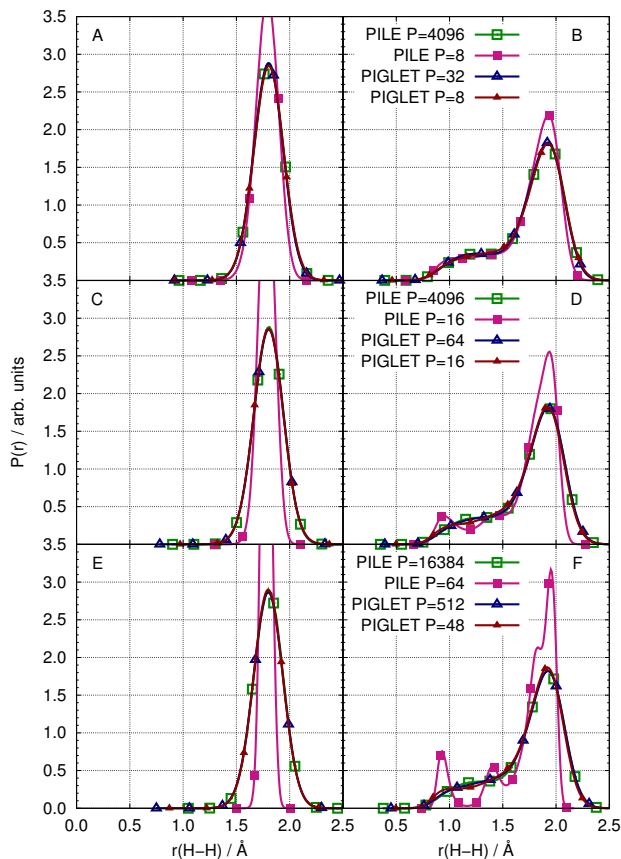 3.5
A
B
PILE P=4096
3.0
PILE P=8
2.5
PIGLET P=32
PIGLET P=8
2.0
1.5
1.0
0.5
3.5
C
D
PILE P=4096
3.0
PILE P=16
2.5
PIGLET P=64
PIGLET P=16
2.0
P(r) / arb. units
1.5
1.0
0.5
3.5
E
F
PILE P=16384
3.0
PILE P=64
2.5
PIGLET P=512
PIGLET P=48
2.0
1.5
1.0
0.5
0.0
0.0 0.5 1.0 1.5 2.0 2.5 0.5 1.0 1.5 2.0 2.5
r(H−H) / Å r(H−H) / Å